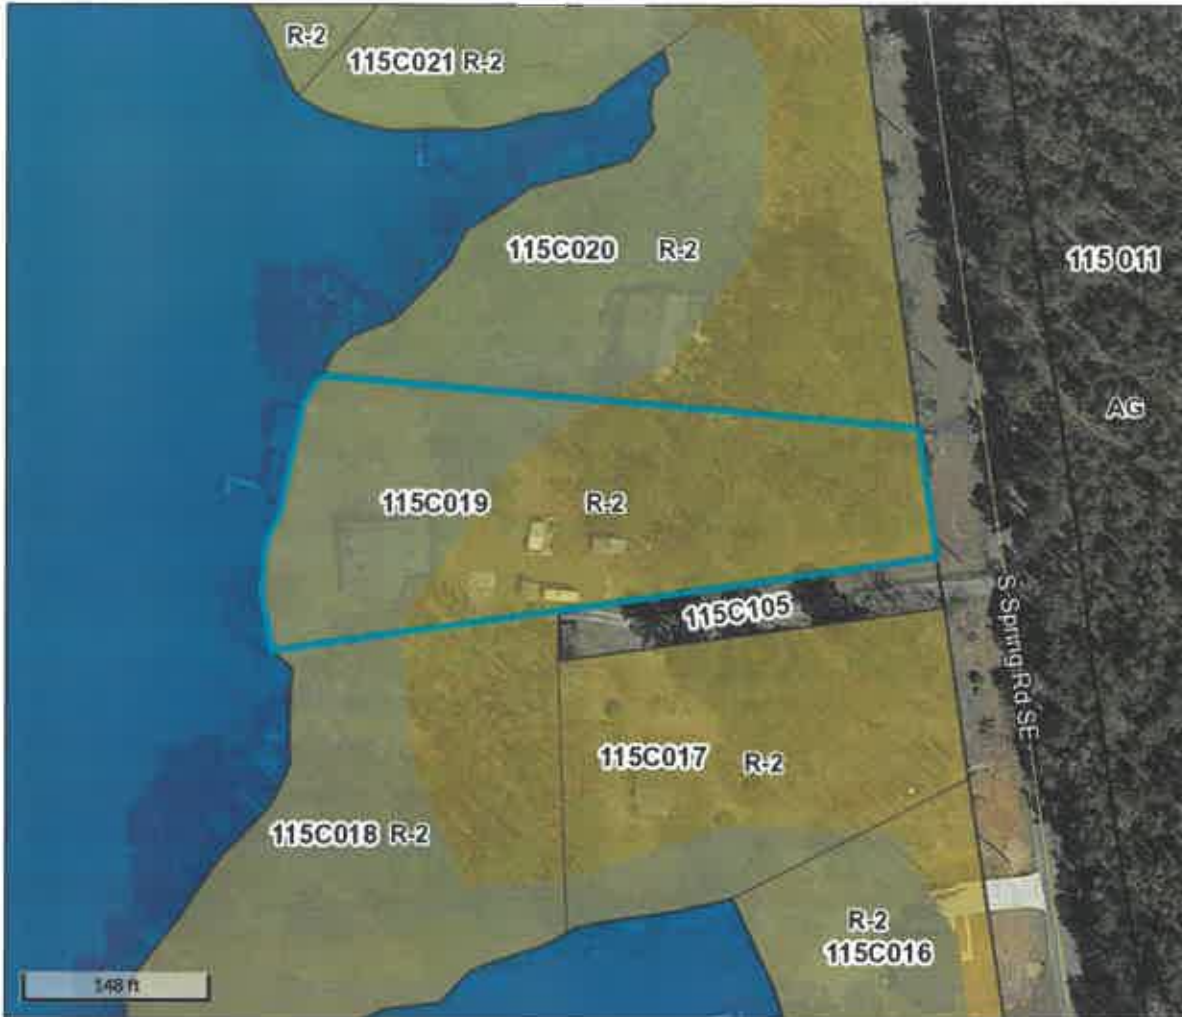 R-2
115C021 R-2
115C020 R-2
115 011
AG
115C019 R-2
115C105
S Spring Rd SE
115C017 R-2
115C018 R-2
R-2
115C016
148 ft